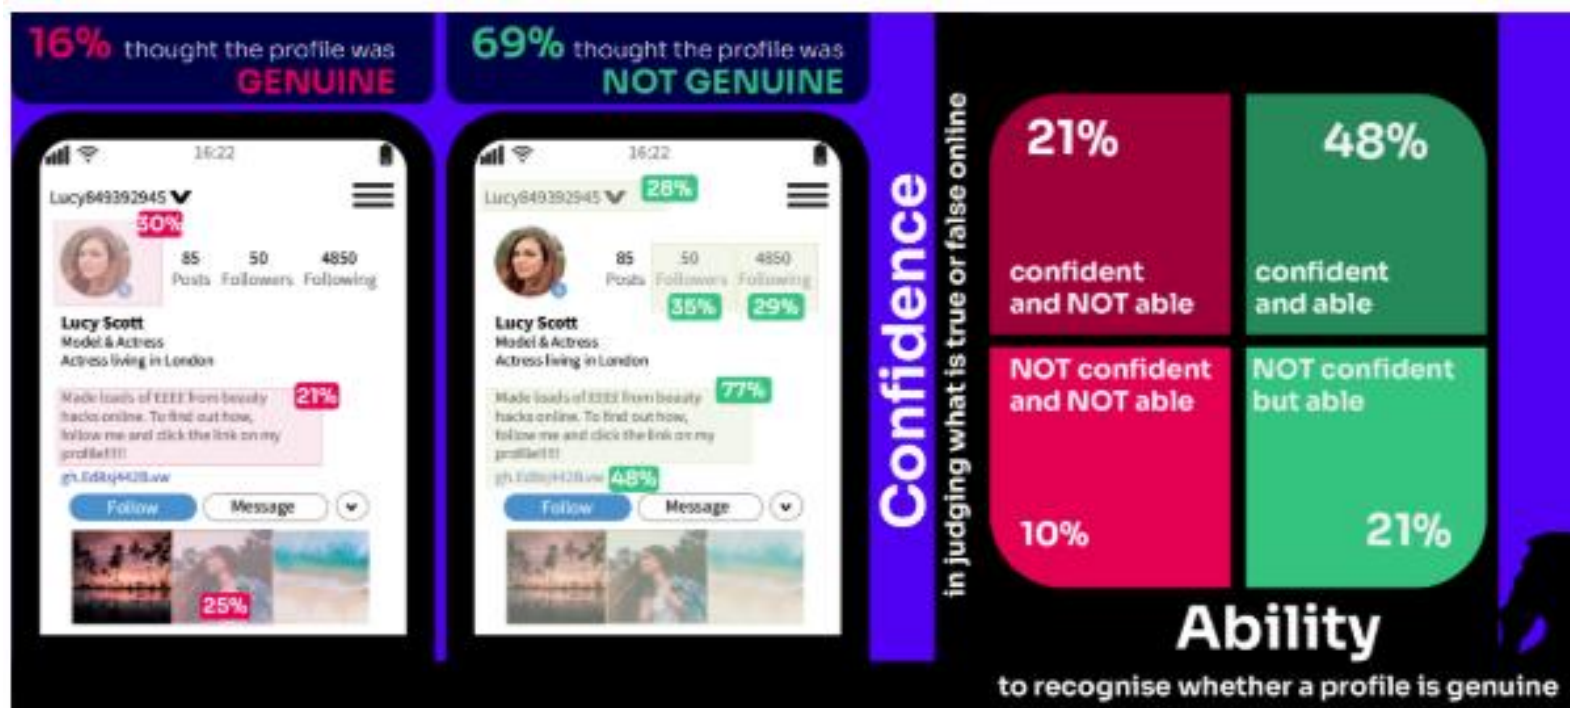 16% thought the profile was
GENUINE
16:22
Lucy649392945
30%
85 50 4850
Posts Followers Following
Lucy Scott
Model & Actress
Actress living in London
Made loads of ££££ from beauty
hacks online. To find out how,
follow me and click the link on my
profile!!!!
21%
Follow Message
25%
69% thought the profile was
NOT GENUINE
16:22
Lucy649392945
28%
85 50 4850
Posts Followers Following
35% 29%
Lucy Scott
Model & Actress
Actress living in London
Made loads of ££££ from beauty
hacks online. To find out how,
follow me and click the link on my
profile!!!!
77%
48%
Follow Message
Confidence
in judging what is true or false online
21%
confident
and NOT able
48%
confident
and able
NOT confident
and NOT able
10%
NOT confident
but able
21%
Ability
to recognise whether a profile is genuine